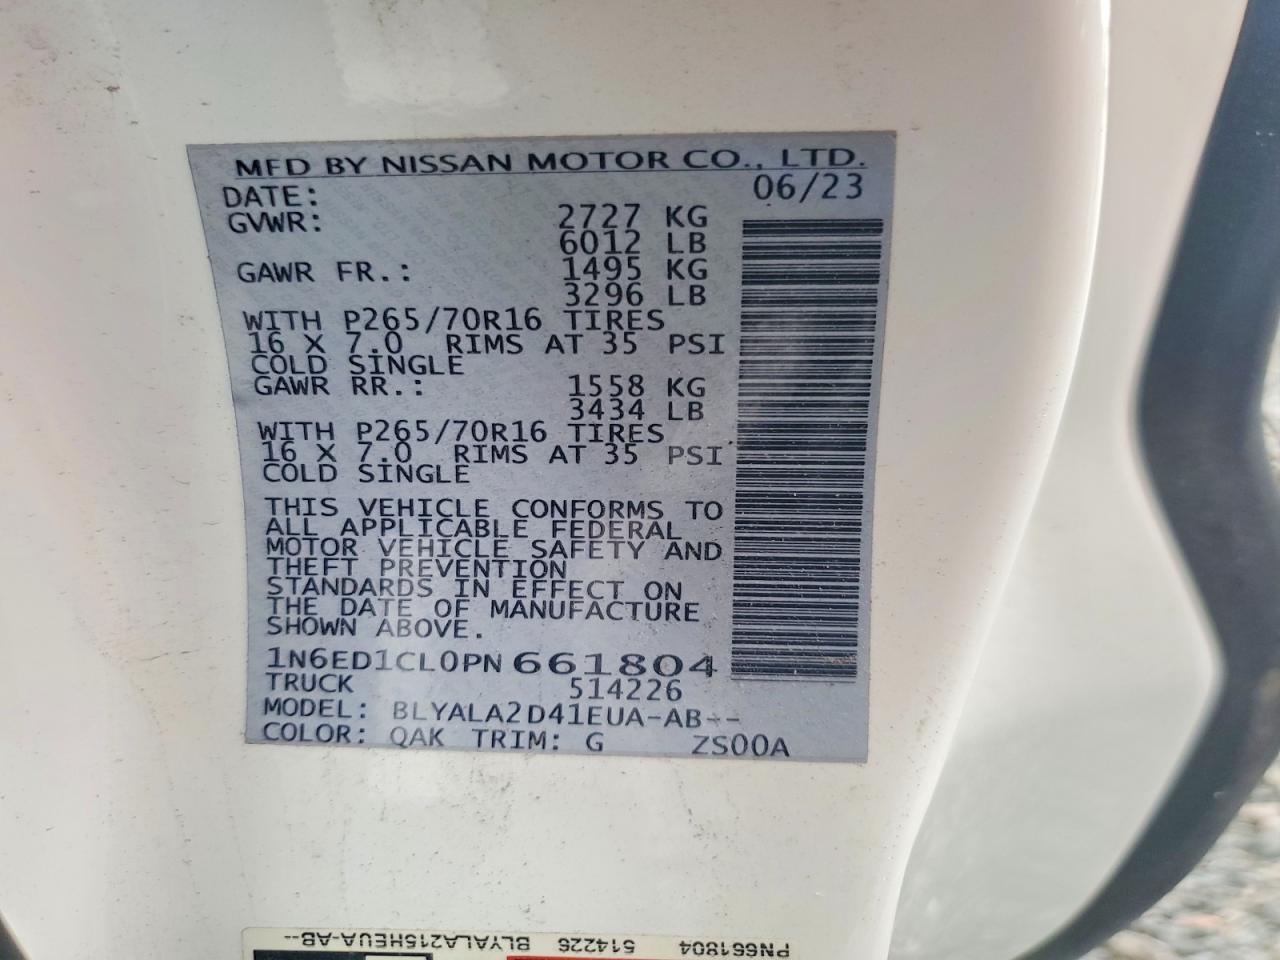 MFD BY NISSAN MOTOR CO., LTD.
DATE: 06/23
GVWR: 2727 KG
6012 LB
GAWR FR.: 1495 KG
3296 LB
WITH P265/70R16 TIRES
16 X 7.0 RIMS AT 35 PSI
COLD SINGLE
GAWR RR.: 1558 KG
3434 LB
WITH P265/70R16 TIRES
16 X 7.0 RIMS AT 35 PSI
COLD SINGLE
THIS VEHICLE CONFORMS TO
ALL APPLICABLE FEDERAL
MOTOR VEHICLE SAFETY AND
THEFT PREVENTION
STANDARDS IN EFFECT ON
THE DATE OF MANUFACTURE
SHOWN ABOVE.
1N6ED1CL0PN661804
TRUCK 514226
MODEL: BLYALA2D41EUA-AB--
COLOR: QAK TRIM: G ZS00A
PN661804 514226 BLYALA215HEUA-AB--